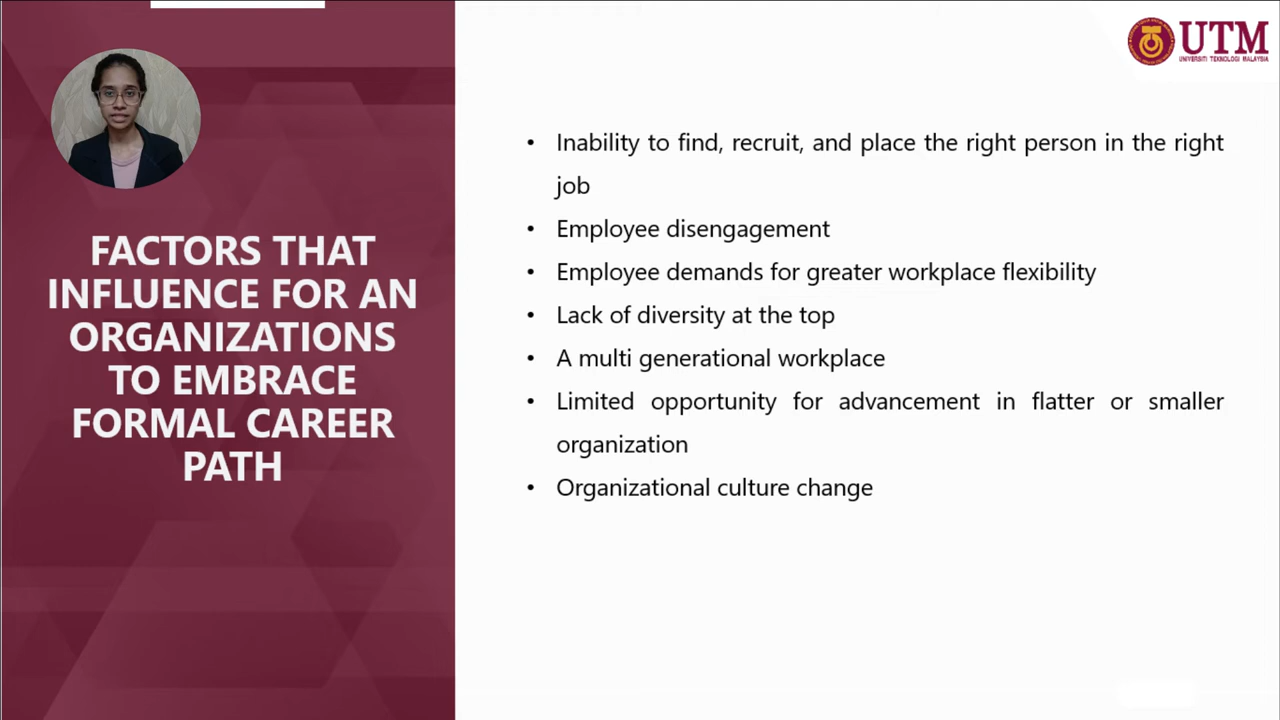 UTM
UNIVERSITI TEKNOLOGI MALAYSIA
FACTORS THAT
INFLUENCE FOR AN
ORGANIZATIONS
TO EMBRACE
FORMAL CAREER
PATH
• Inability to find, recruit, and place the right person in the right
job
• Employee disengagement
• Employee demands for greater workplace flexibility
• Lack of diversity at the top
• A multi generational workplace
• Limited opportunity for advancement in flatter or smaller
organization
• Organizational culture change